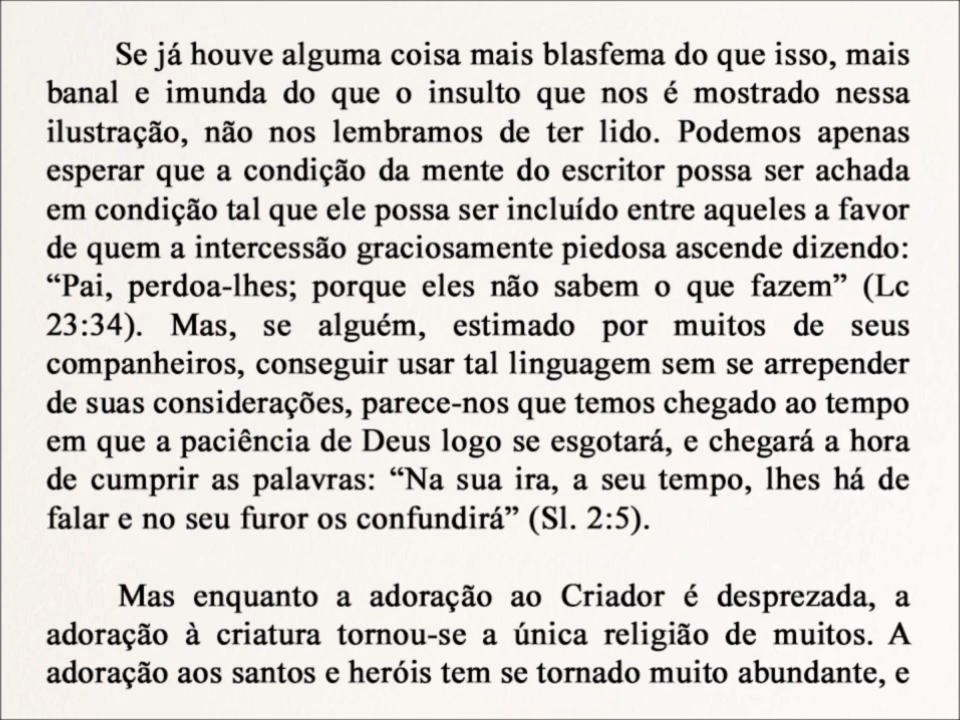 Se já houve alguma coisa mais blasfema do que isso, mais
banal e imunda do que o insulto que nos é mostrado nessa
ilustração, não nos lembramos de ter lido. Podemos apenas
esperar que a condição da mente do escritor possa ser achada
em condição tal que ele possa ser incluído entre aqueles a favor
de quem a intercessão graciosamente piedosa ascende dizendo:
“Pai, perdoa-lhes; porque eles não sabem o que fazem” (Lc
23:34). Mas, se alguém, estimado por muitos de seus
companheiros, conseguir usar tal linguagem sem se arrepender
de suas considerações, parece-nos que temos chegado ao tempo
em que a paciência de Deus logo se esgotará, e chegará a hora
de cumprir as palavras: “Na sua ira, a seu tempo, lhes há de
falar e no seu furor os confundirá” (Sl. 2:5).
Mas enquanto a adoração ao Criador é desprezada, a
adoração à criatura tornou-se a única religião de muitos. A
adoração aos santos e heróis tem se tornado muito abundante, e